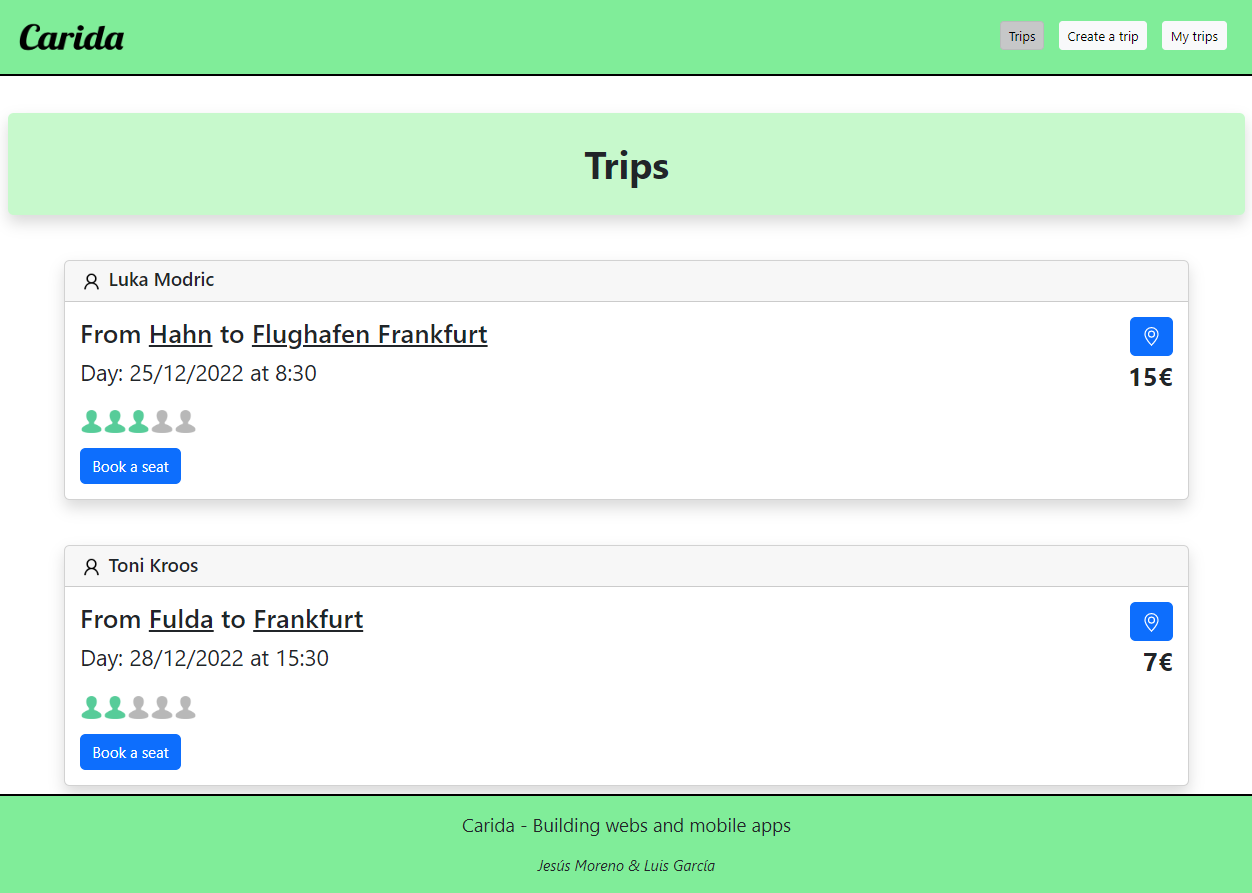 Carida
Trips
Create a trip
My trips
Trips
Luka Modric
From Hahn to Flughafen Frankfurt
Day: 25/12/2022 at 8:30
15€
Book a seat
Toni Kroos
From Fulda to Frankfurt
Day: 28/12/2022 at 15:30
7€
Book a seat
Carida - Building webs and mobile apps
Jesús Moreno & Luis García